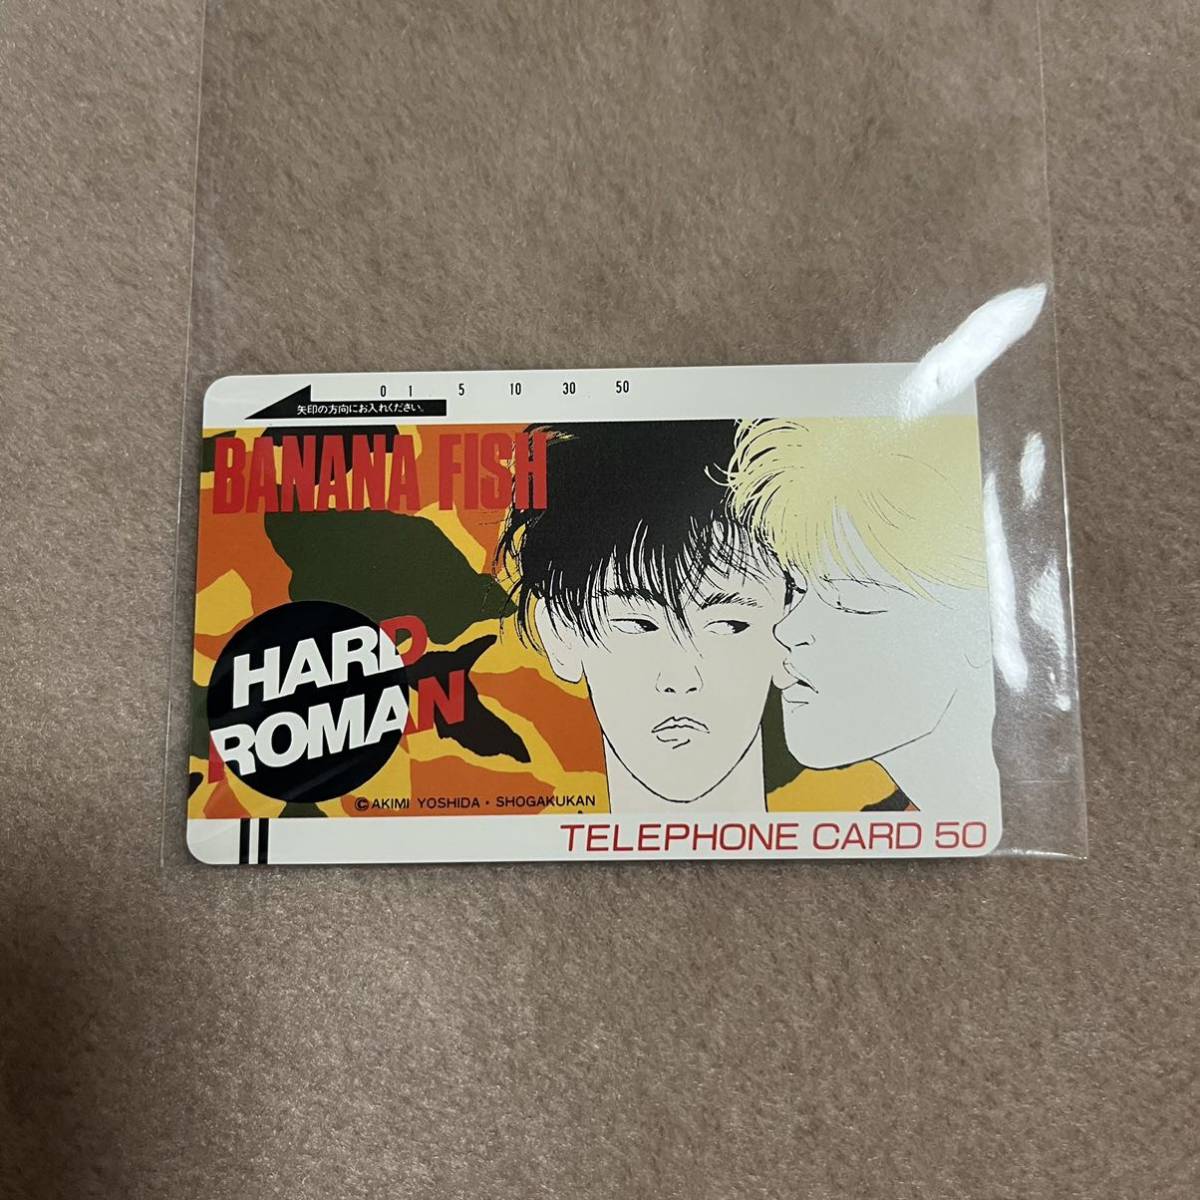 0 1 5 10 30 50
矢印の方向にお入れください。
BANANA FISH
HARD
ROMAN
©AKIMI YOSHIDA・SHOGAKUKAN
TELEPHONE CARD 50